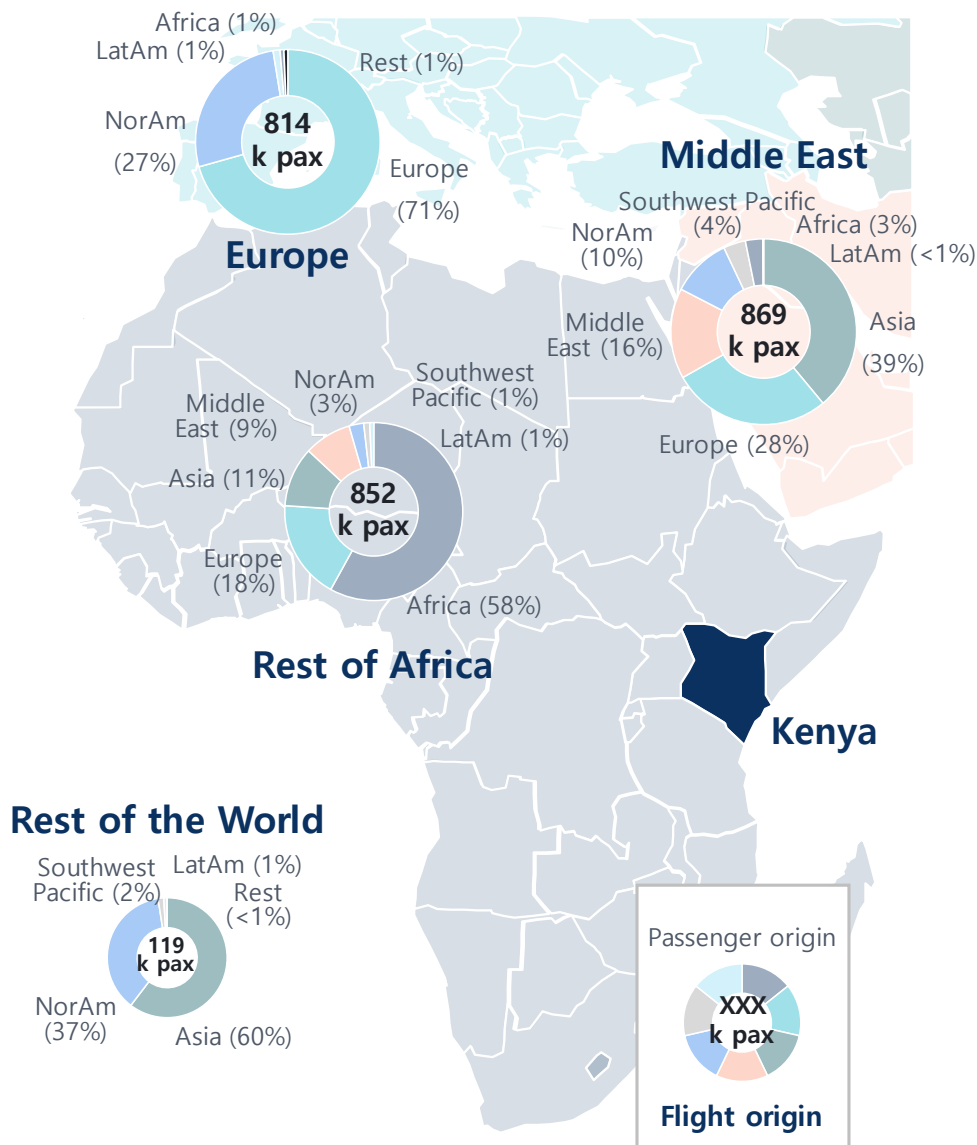 Africa (1%)
LatAm (1%)
Rest (1%)
NorAm
(27%)
814
k pax
Europe
(71%)
Europe
Middle East
Southwest Pacific
(4%)
Africa (3%)
NorAm
(10%)
LatAm (<1%)
Middle
East (16%)
869
k pax
Asia
(39%)
Europe (28%)
NorAm
(3%)
Southwest
Pacific (1%)
Middle
East (9%)
LatAm (1%)
Asia (11%)
852
k pax
Europe
(18%)
Africa (58%)
Rest of Africa
Kenya
Rest of the World
Southwest
Pacific (2%)
LatAm (1%)
Rest
(<1%)
119
k pax
NorAm
(37%)
Asia (60%)
Passenger origin
XXX
k pax
Flight origin